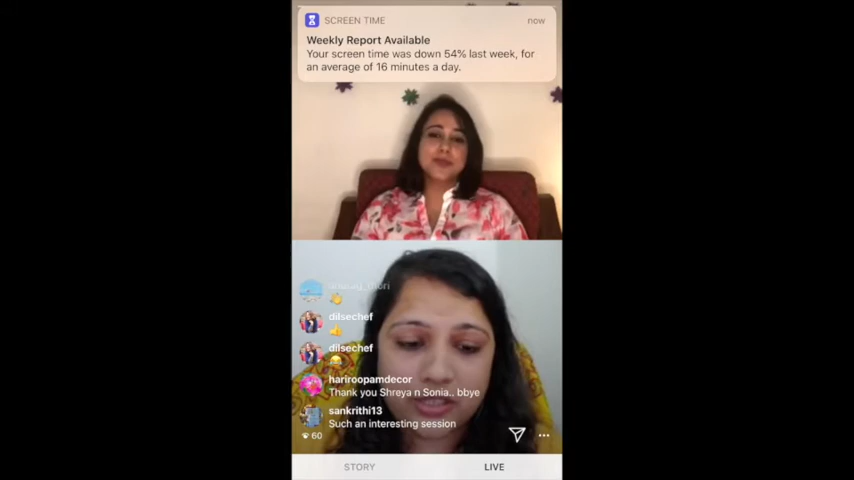 SCREEN TIME
now
Weekly Report Available
Your screen time was down 54% last week, for
an average of 16 minutes a day.
dilsechef
dilsechef
hariroopamdecor
Thank you Shreya n Sonia.. bbye
sankrithi13
Such an interesting session
60
STORY
LIVE